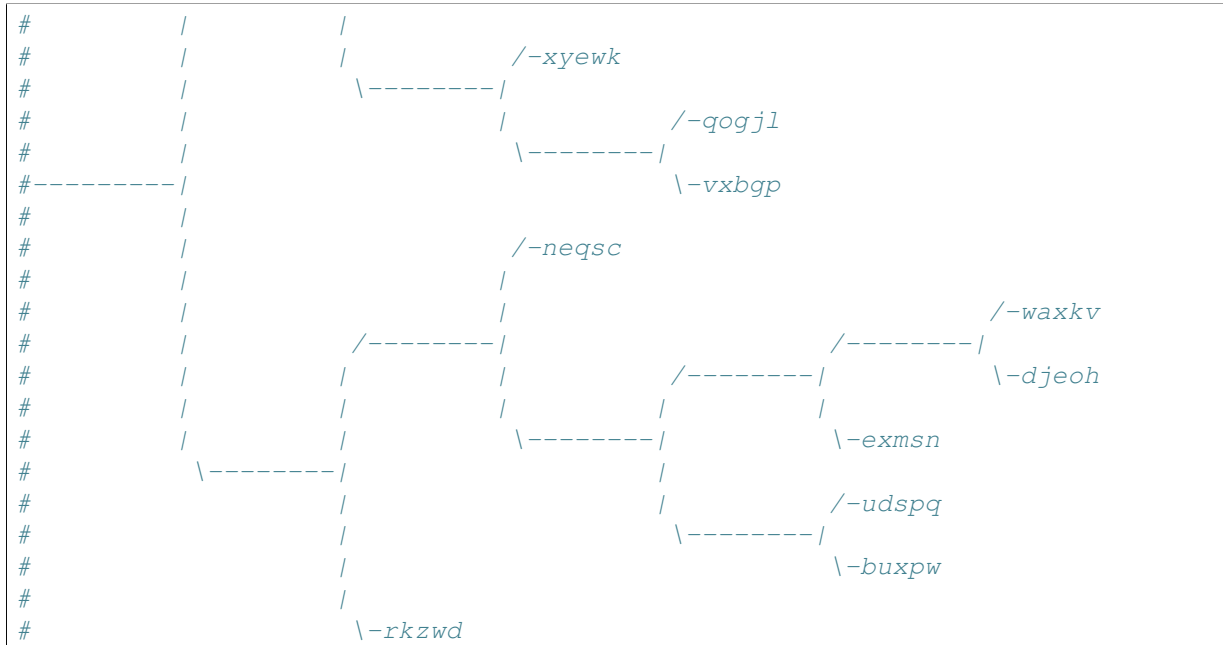 #         |         |
#         |         |         /-xyewk
#         |          \--------|
#         |                   |         /-qogjl
#         |                    \--------|
#---------|                              \-vxbgp
#         |
#         |                   /-neqsc
#         |                   |
#         |                   |                             /-waxkv
#         |         /--------|                   /--------|
#         |         |         |         /--------|          \-djeoh
#         |         |         |         |         |
#         |         |          \--------|          \-exmsn
#          \--------|                   |
#                   |                   |         /-udspq
#                   |                    \--------|
#                   |                              \-buxpw
#                   |
#                    \-rkzwd